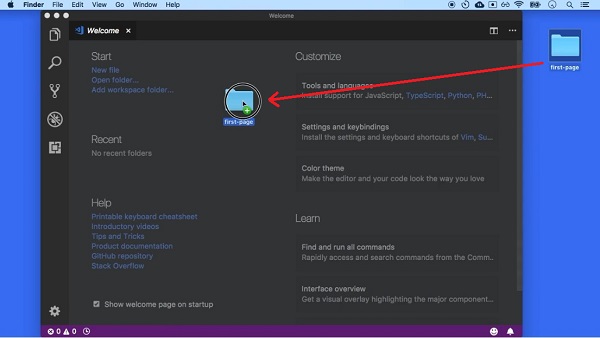 Finder File Edit View Go Window Help
Welcome
Welcome
Start
New file
Open folder...
Add workspace folder...
Recent
No recent folders
Help
Printable keyboard cheatsheet
Introductory videos
Tips and Tricks
Product documentation
GitHub repository
Stack Overflow
Show welcome page on startup
first-page
Customize
Tools and languages
Install support for JavaScript, TypeScript, Python, PH...
Settings and keybindings
Install the settings and keyboard shortcuts of Vim, Su...
Color theme
Make the editor and your code look the way you love
Learn
Find and run all commands
Rapidly access and search commands from the Comm...
Interface overview
Get a visual overlay highlighting the major component...
first-page
0 0